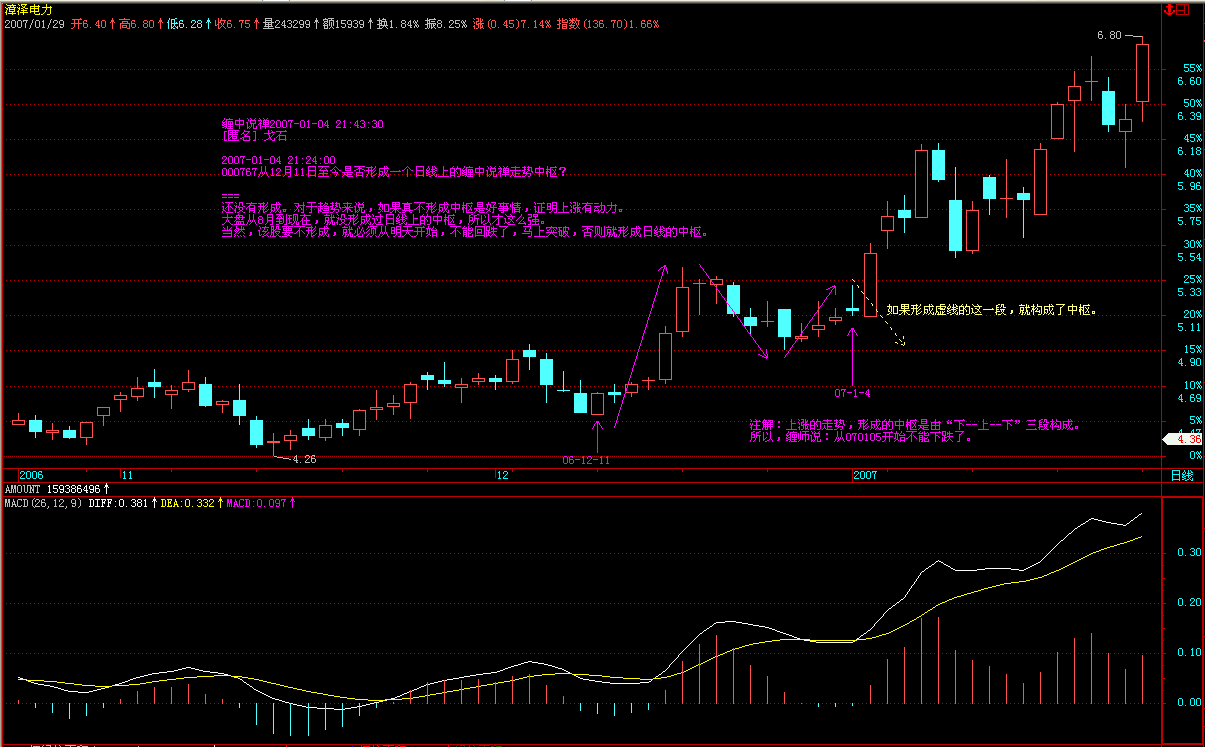 漳泽电力
2007/01/29 开6.40↑高6.80↑低6.28↑收6.75↑量243299↑额15939↑换1.84% 振8.25% 涨(0.45)7.14% 指数(136.70)1.66%
6.80
55%
6.60
50%
6.39
45%
6.18
40%
5.96
35%
5.75
30%
5.54
25%
5.33
20%
5.11
15%
4.90
10%
4.69
5%
4.36
0%
缠中说禅2007-01-04 21:43:30
[匿名] 戈石
2007-01-04 21:24:00
000767从12月11日至今是否形成一个日线上的缠中说禅走势中枢？
===
还没有形成。对于趋势来说，如果真不形成中枢是好事情，证明上涨有动力。
大盘从8月到现在，就没形成过日线上的中枢，所以才这么强。
当然，该股要不形成，就必须从明天开始，不能回跌了，马上突破，否则就形成日线的中枢。
如果形成虚线的这一段，就构成了中枢。
07-1-4
注解：上涨的走势，形成的中枢是由“下--上--下”三段构成。
所以，缠师说：从070105开始不能下跌了。
4.26
06-12-11
2006 11 12 2007 日线
AMOUNT 159386496↑
MACD(26,12,9) DIFF:0.381↑DEA:0.332↑MACD:0.097↑
0.30
0.20
0.10
0.00